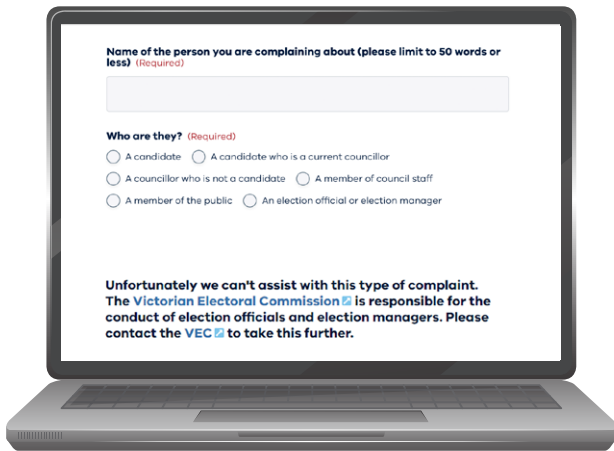 Name of the person you are complaining about (please limit to 50 words or
less) (Required)
Who are they? (Required)
A candidate A candidate who is a current councillor
A councillor who is not a candidate A member of council staff
A member of the public An election official or election manager
Unfortunately we can't assist with this type of complaint.
The Victorian Electoral Commission is responsible for the
conduct of election officials and election managers. Please
contact the VEC to take this further.